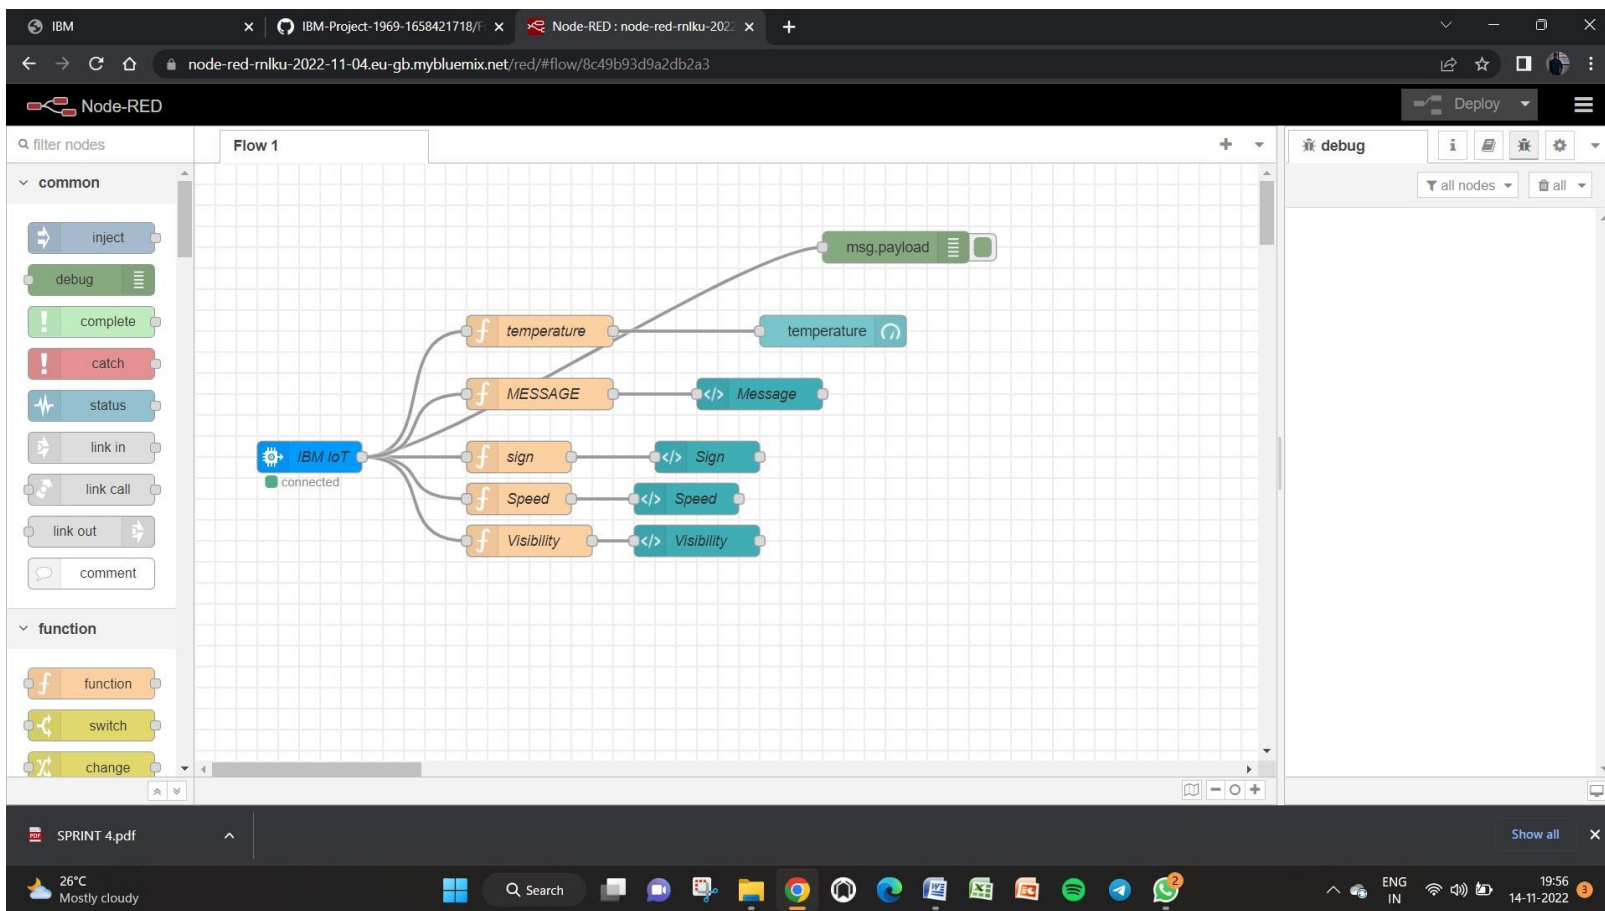 IBM
IBM-Project-1969-1658421718/F
Node-RED : node-red-rnlku-2022
node-red-rnlku-2022-11-04.eu-gb.mybluemix.net/red/#flow/8c49b93d9a2db2a3
Node-RED
Deploy
filter nodes
Flow 1
debug
i
common
all nodes
all
inject
debug
complete
catch
status
link in
link call
link out
comment
function
function
switch
change
msg.payload
temperature
temperature
MESSAGE
Message
IBM IoT
connected
sign
Sign
Speed
Speed
Visibility
Visibility
SPRINT 4.pdf
Show all
26°C
Mostly cloudy
Search
2
ENG
IN
19:56
14-11-2022
3